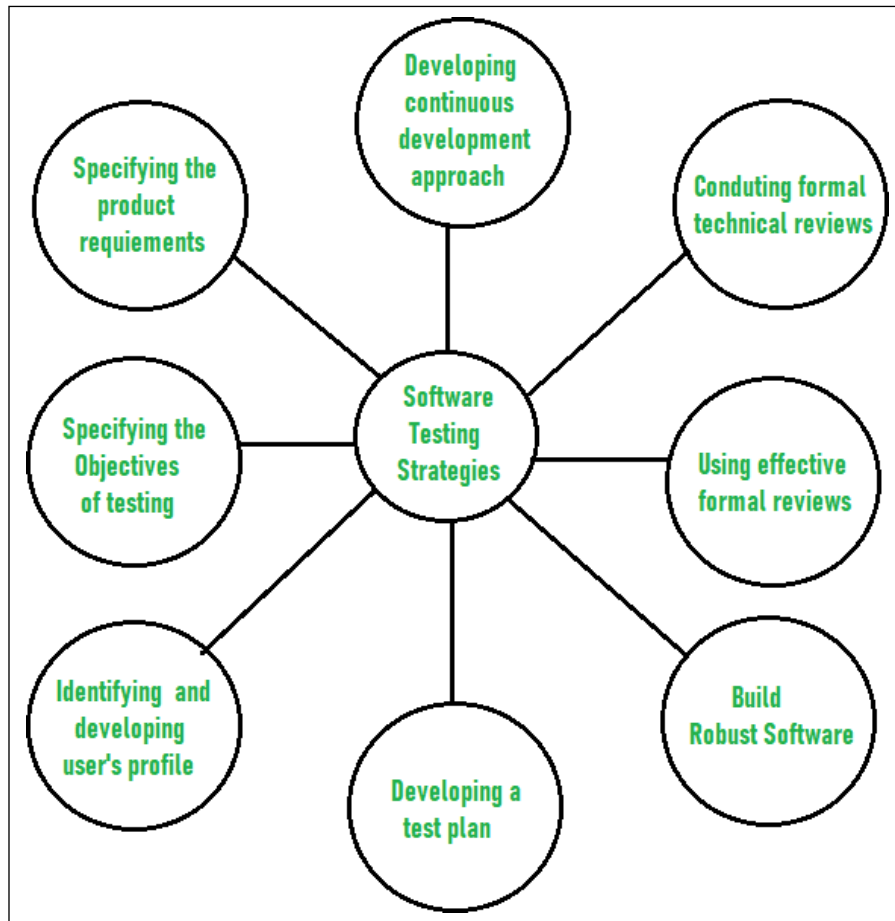 Developing
continuous
development
approach
Specifying the
product
requiements
Conduting formal
technical reviews
Software
Testing
Strategies
Specifying the
Objectives
of testing
Using effective
formal reviews
Identifying and
developing
user's profile
Build
Robust Software
Developing a
test plan